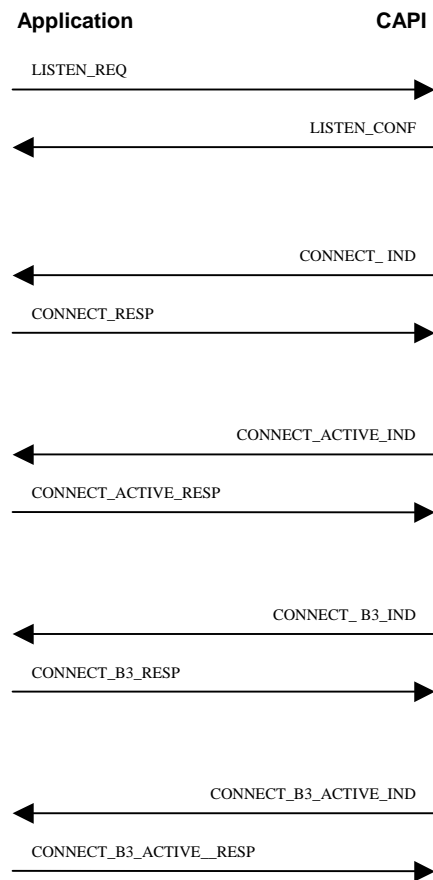 Application CAPI
LISTEN_REQ
LISTEN_CONF
CONNECT_ IND
CONNECT_RESP
CONNECT_ACTIVE_IND
CONNECT_ACTIVE_RESP
CONNECT_ B3_IND
CONNECT_B3_RESP
CONNECT_B3_ACTIVE_IND
CONNECT_B3_ACTIVE__RESP